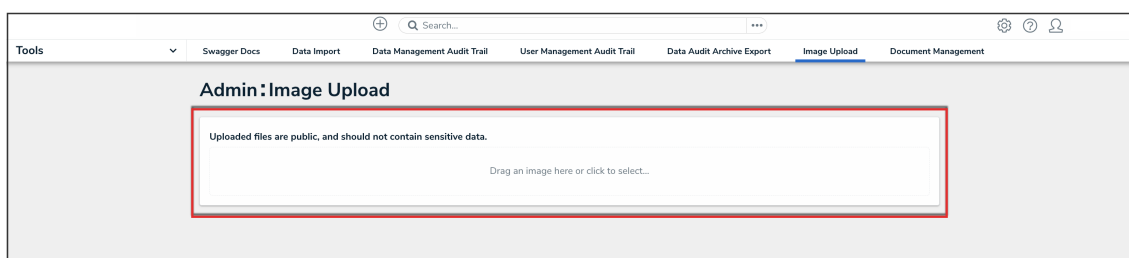 Search...
Tools Swagger Docs Data Import Data Management Audit Trail User Management Audit Trail Data Audit Archive Export Image Upload Document Management
Admin:Image Upload
Uploaded files are public, and should not contain sensitive data.
Drag an image here or click to select...